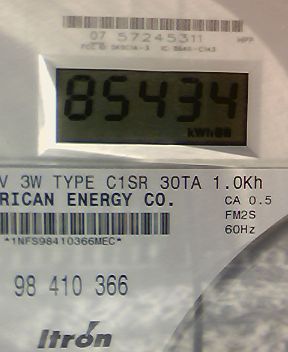 07 57245311
85434
kWh
V 3W TYPE C1SR 30TA 1.0Kh
RICAN ENERGY CO. CA 0.5
FM2S
60Hz
*1NFS98410366MEC*
98 410 366
Itrón